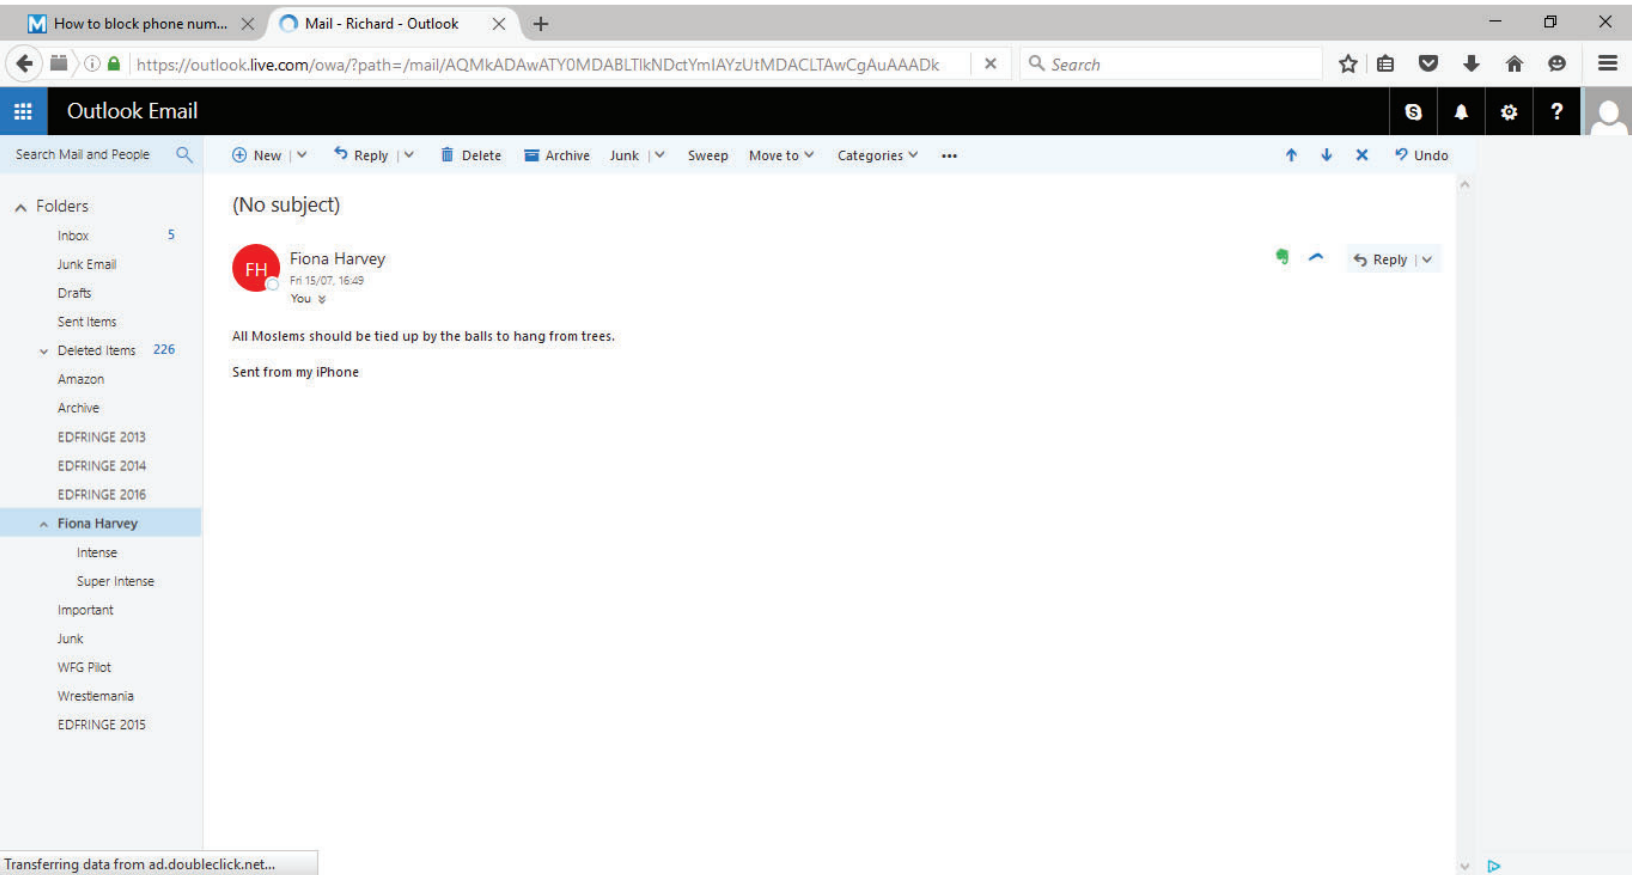 How to block phone num...
Mail - Richard - Outlook
https://outlook.live.com/owa/?path=/mail/AQMkADAwATY0MDABLTlkNDctYmIAYzUtMDACLTAwCgAuAAADk
Search
Outlook Email
Search Mail and People
New
Reply
Delete
Archive
Junk
Sweep
Move to
Categories
Undo
Folders
Inbox 5
Junk Email
Drafts
Sent Items
Deleted Items 226
Amazon
Archive
EDFRINGE 2013
EDFRINGE 2014
EDFRINGE 2016
Fiona Harvey
Intense
Super Intense
Important
Junk
WFG Pilot
Wrestlemania
EDFRINGE 2015
(No subject)
FH
Fiona Harvey
Fri 15/07, 16:49
You
Reply
All Moslems should be tied up by the balls to hang from trees.
Sent from my iPhone
Transferring data from ad.doubleclick.net...